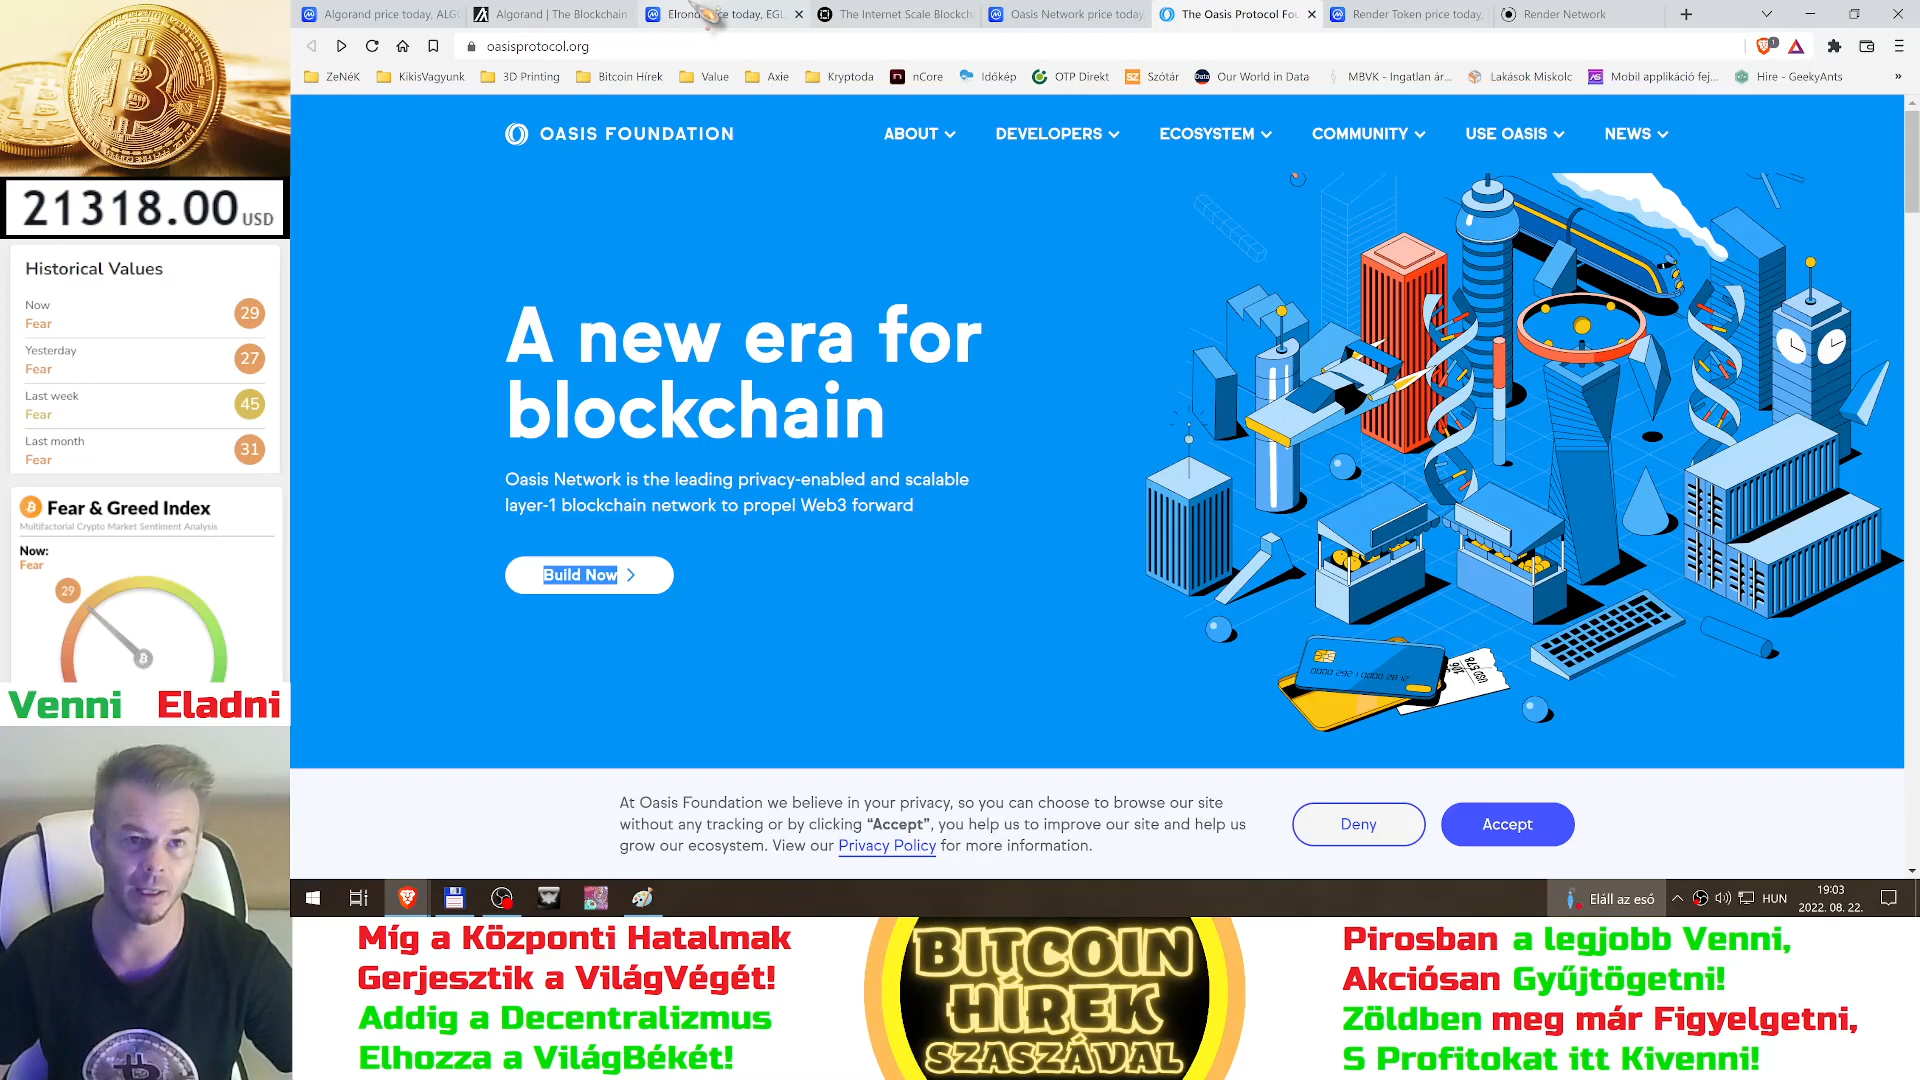 Algorand price today, ALG
Algorand | The Blockchain
Elrond price today, EGL
The Internet Scale Blockch
Oasis Network price today,
The Oasis Protocol Fou
Render Token price today,
Render Network
oasisprotocol.org
ZeNéK
KikisVagyunk
3D Printing
Bitcoin Hírek
Value
Axie
Kryptoda
nCore
Időkép
OTP Direkt
Szótár
Our World in Data
MBVK - Ingatlan ár...
Lakások Miskolc
Mobil applikáció fej...
Hire - GeekyAnts
OASIS FOUNDATION
ABOUT
DEVELOPERS
ECOSYSTEM
COMMUNITY
USE OASIS
NEWS
21318.00 USD
Historical Values
Now
Fear
29
Yesterday
Fear
27
Last week
Fear
45
Last month
Fear
31
Fear & Greed Index
Multifactorial Crypto Market Sentiment Analysis
Now:
Fear
29
Venni Eladni
A new era for
blockchain
Oasis Network is the leading privacy-enabled and scalable
layer-1 blockchain network to propel Web3 forward
Build Now
At Oasis Foundation we believe in your privacy, so you can choose to browse our site
without any tracking or by clicking “Accept”, you help us to improve our site and help us
grow our ecosystem. View our Privacy Policy for more information.
Deny
Accept
Eláll az eső
HUN
19:03
2022. 08. 22.
Míg a Központi Hatalmak
Gerjesztik a VilágVégét!
Addig a Decentralizmus
Elhozza a VilágBékét!
BITCOIN
HÍREK
SZASZÁVAL
Pirosban a legjobb Venni,
Akciósan Gyűjtögetni!
Zöldben meg már Figyelgetni,
S Profitokat itt Kivenni!